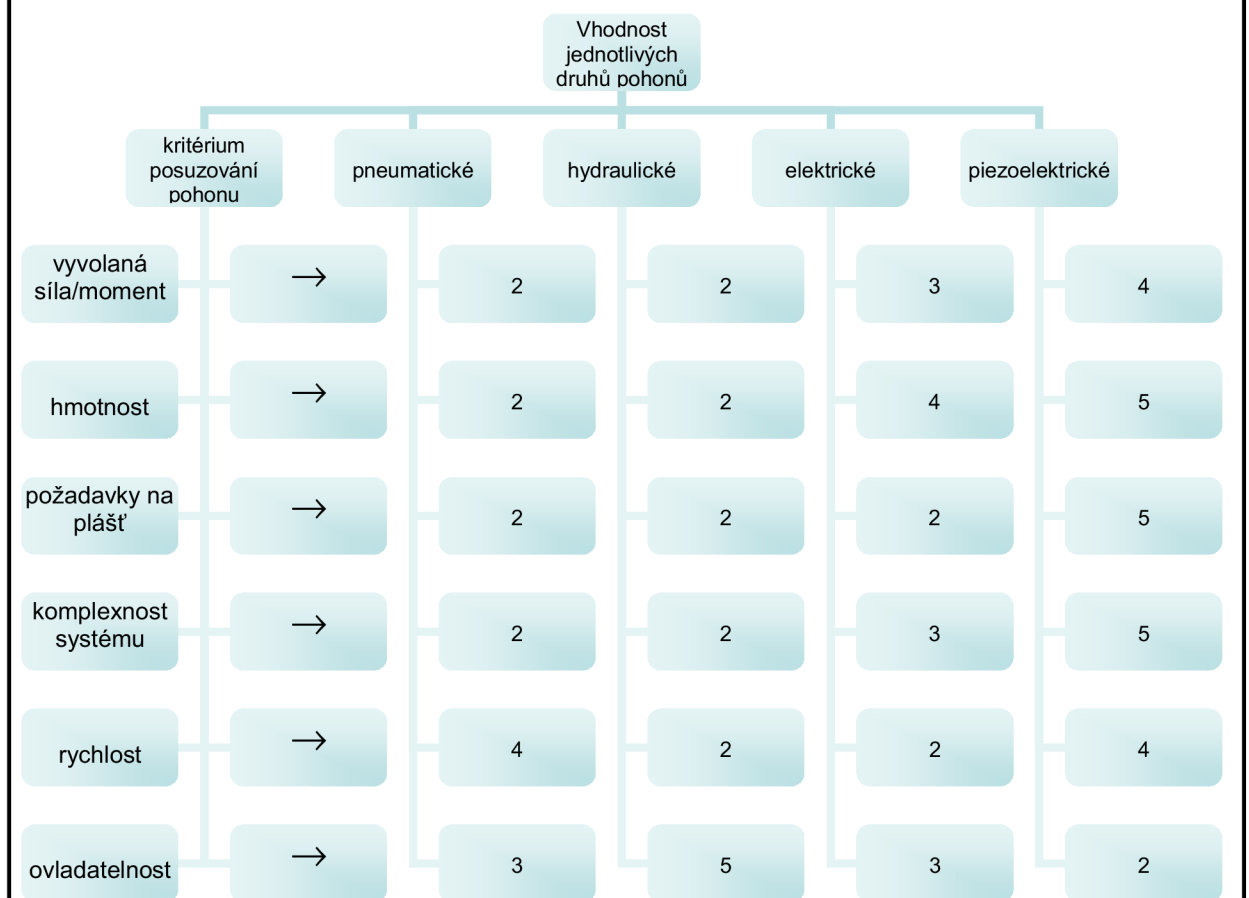 Vhodnost
jednotlivých
druhů pohonů
kritérium
posuzování
pohonu
pneumatické
hydraulické
elektrické
piezoelektrické
vyvolaná
síla/moment
→
2
2
3
4
hmotnost
→
2
2
4
5
požadavky na
plášť
→
2
2
2
5
komplexnost
systému
→
2
2
3
5
rychlost
→
4
2
2
4
ovladatelnost
→
3
5
3
2